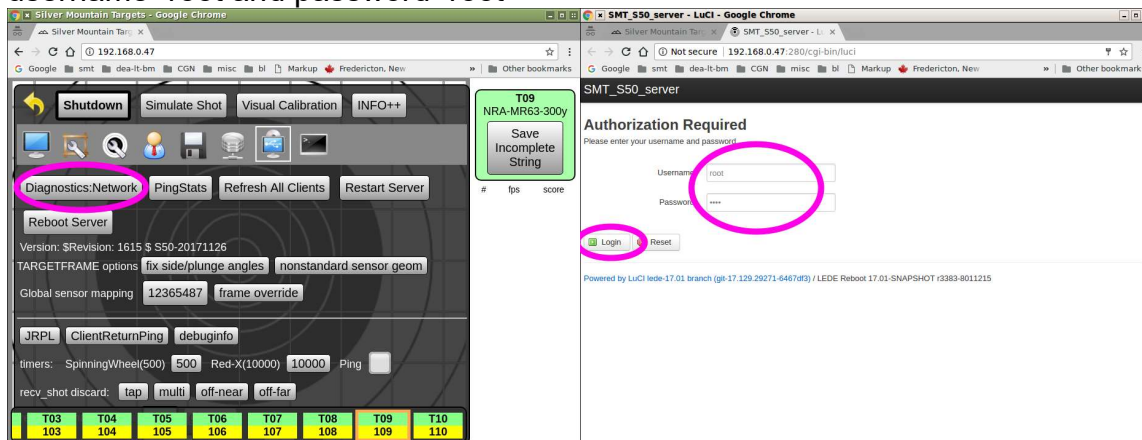 username "root and password "root"
Silver Mountain Targets - Google Chrome
Silver Mountain Targ
192.168.0.47
Google smt dea-lt-bm CGN misc bl Markup Fredericton, New » Other bookmarks
Shutdown Simulate Shot Visual Calibration INFO++
Diagnostics:Network PingStats Refresh All Clients Restart Server
Reboot Server
Version: $Revision: 1615 $ S50-20171126
TARGETFRAME options fix side/plunge angles nonstandard sensor geom
Global sensor mapping 12365487 frame override
JRPL ClientReturnPing debuginfo
timers: SpinningWheel(500) 500 Red-X(10000) 10000 Ping
recv_shot discard: tap multi off-near off-far
T03 T04 T05 T06 T07 T08 T09 T10
103 104 105 106 107 108 109 110
T09
NRA-MR63-300y
Save
Incomplete
String
# fps score
SMT_S50_server - LuCI - Google Chrome
Silver Mountain Tar SMT_S50_server - L
Not secure 192.168.0.47:280/cgi-bin/luci
Google smt dea-lt-bm CGN misc bl Markup Fredericton, New » Other bookmark
SMT_S50_server
Authorization Required
Please enter your username and password.
Username root
Password ••••
Login Reset
Powered by LuCI lede-17.01 branch (git-17.129.29271-6467df3) / LEDE Reboot 17.01-SNAPSHOT r3383-8011215